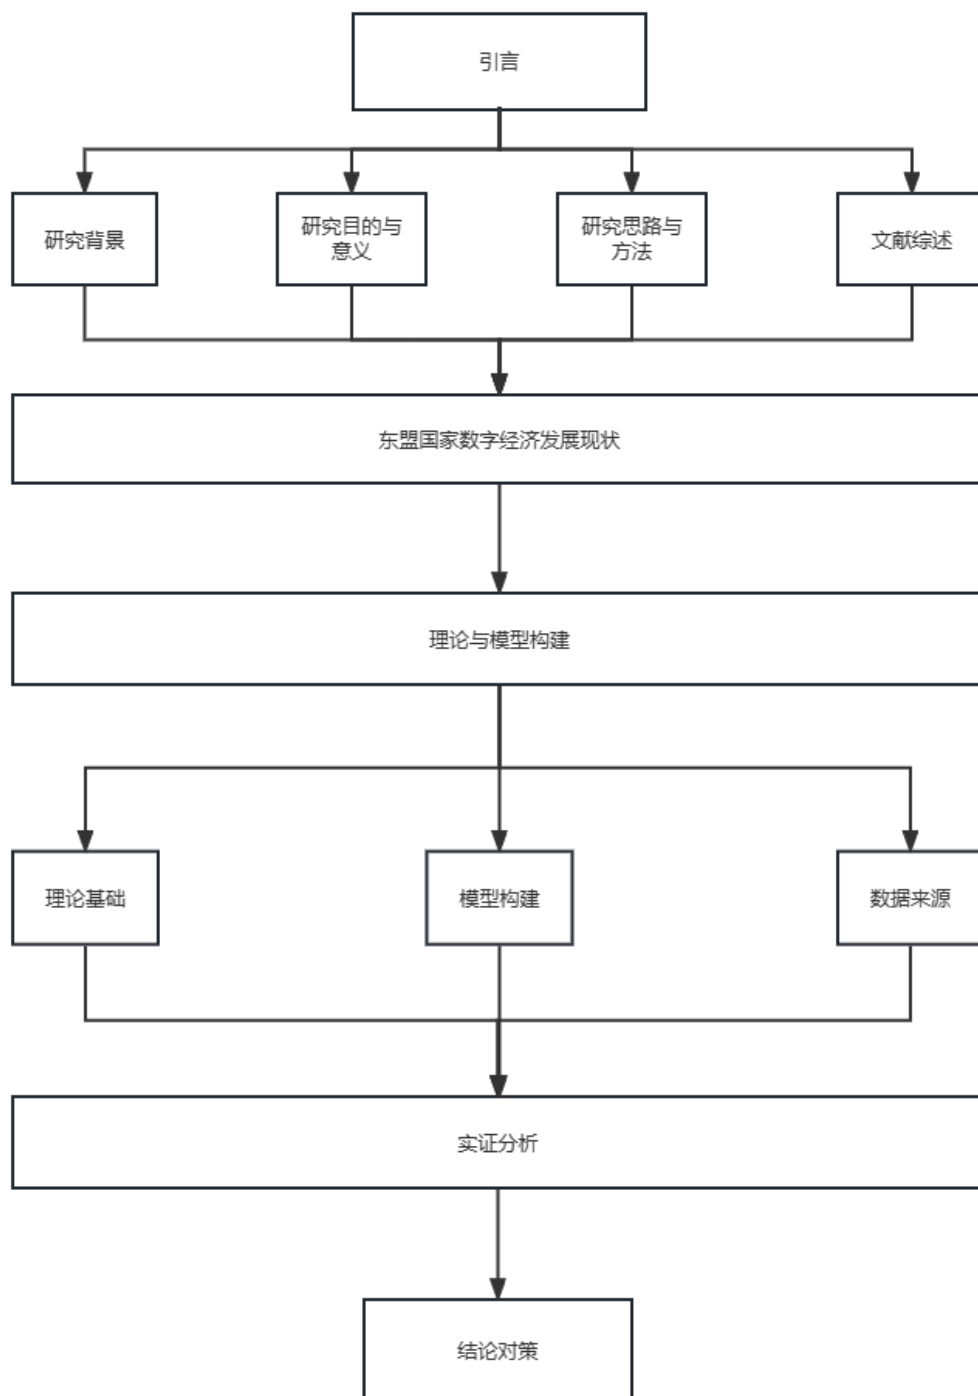 引言
研究背景
研究目的与
意义
研究思路与
方法
文献综述
东盟国家数字经济发展现状
理论与模型构建
理论基础
模型构建
数据来源
实证分析
结论对策